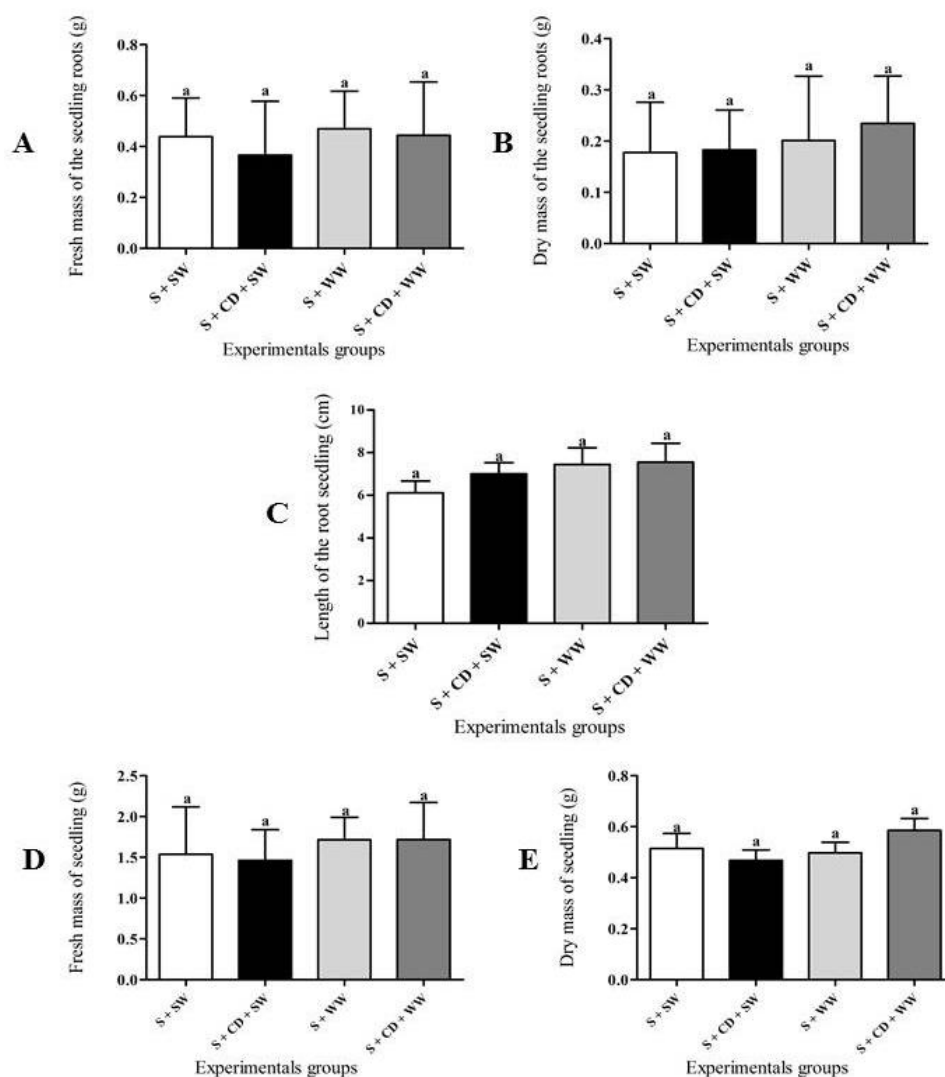 A
Fresh mass of the seedling roots (g)
0.8
0.6
0.4
0.2
0.0
a
a
a
a
S + SW
S + CD + SW
S + WW
S + CD + WW
Experimentals groups
B
Dry mass of the seedling roots (g)
0.4
0.3
0.2
0.1
0.0
a
a
a
a
S + SW
S + CD + SW
S + WW
S + CD + WW
Experimentals groups
C
Length of the root seedling (cm)
10
8
6
4
2
0
a
a
a
a
S + SW
S + CD + SW
S + WW
S + CD + WW
Experimentals groups
D
Fresh mass of seedling (g)
2.5
2.0
1.5
1.0
0.5
0.0
a
a
a
a
S + SW
S + CD + SW
S + WW
S + CD + WW
Experimentals groups
E
Dry mass of seedling (g)
0.8
0.6
0.4
0.2
0.0
a
a
a
a
S + SW
S + CD + SW
S + WW
S + CD + WW
Experimentals groups